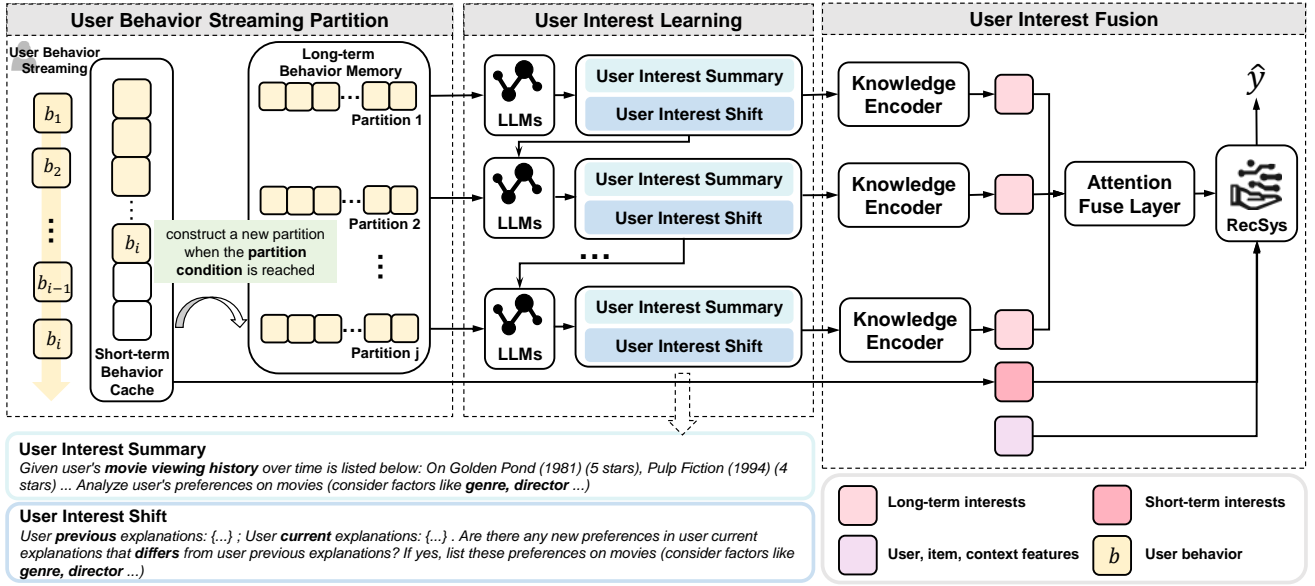 User Behavior Streaming Partition
User Interest Learning
User Interest Fusion
User Behavior
Streaming
b1
b2
⋮
bi−1
bi
bi
Short-term
Behavior
Cache
Long-term
Behavior Memory
...
Partition 1
...
Partition 2
construct a new partition
when the partition
condition is reached
...
Partition j
LLMs
User Interest Summary
User Interest Shift
LLMs
User Interest Summary
User Interest Shift
...
LLMs
User Interest Summary
User Interest Shift
Knowledge
Encoder
Knowledge
Encoder
Knowledge
Encoder
Attention
Fuse Layer
ŷ
RecSys
User Interest Summary
Given user's movie viewing history over time is listed below: On Golden Pond (1981) (5 stars), Pulp Fiction (1994) (4
stars) ... Analyze user's preferences on movies (consider factors like genre, director ...)
User Interest Shift
User previous explanations: {...} ; User current explanations: {...} . Are there any new preferences in user current
explanations that differs from user previous explanations? If yes, list these preferences on movies (consider factors like
genre, director ...)
Long-term interests
Short-term interests
User, item, context features
b
User behavior